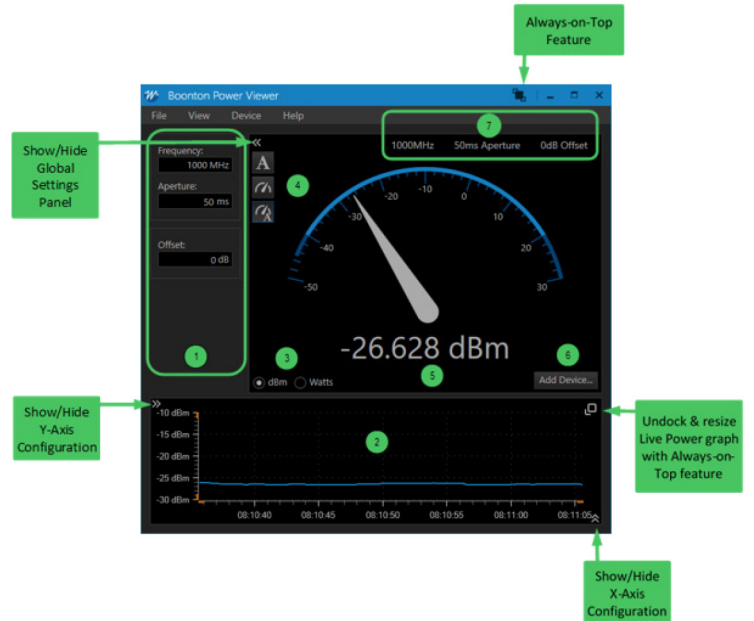 Always-on-Top
Feature
Boonton Power Viewer
File View Device Help
7
1000MHz 50ms Aperture 0dB Offset
Show/Hide
Global
Settings
Panel
Frequency:
1000 MHz
Aperture:
50 ms
Offset:
0 dB
1
A
A
4
-50
-40
-30
-20
-10
0
10
20
30
-26.628 dBm
3
dBm Watts
5
6
Add Device...
Show/Hide
Y-Axis
Configuration
-10 dBm
-15 dBm
-20 dBm
-25 dBm
-30 dBm
2
08:10:40 08:10:45 08:10:50 08:10:55 08:11:00 08:11:05
Undock & resize
Live Power graph
with Always-on-
Top feature
Show/Hide
X-Axis
Configuration